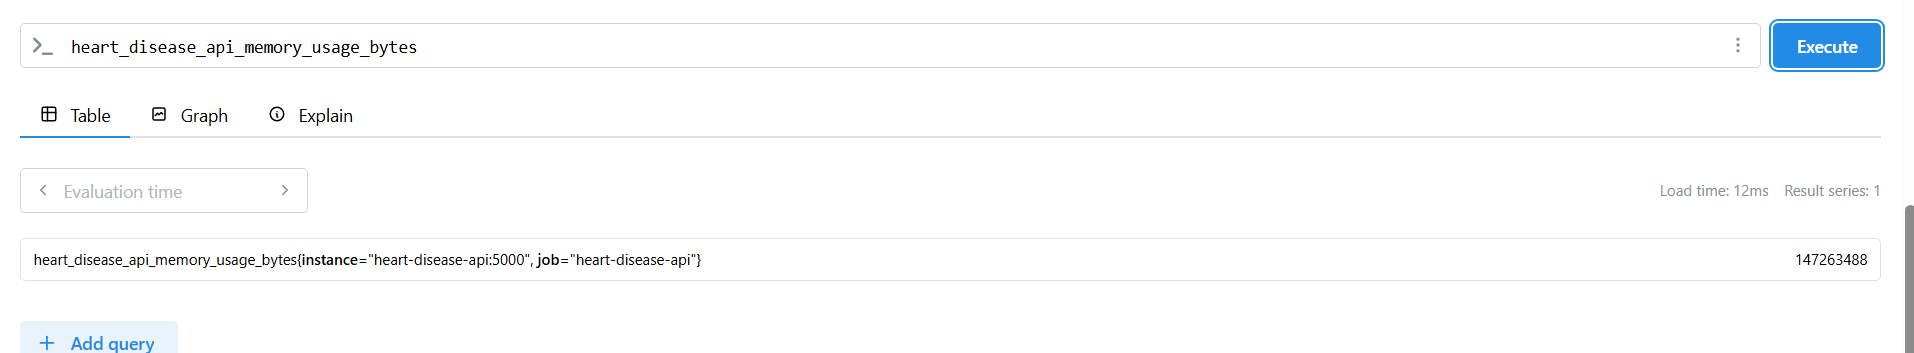 heart_disease_api_memory_usage_bytes
Execute
Table Graph Explain
Evaluation time
Load time: 12ms Result series: 1
heart_disease_api_memory_usage_bytes{instance="heart-disease-api:5000", job="heart-disease-api"} 147263488
Add query